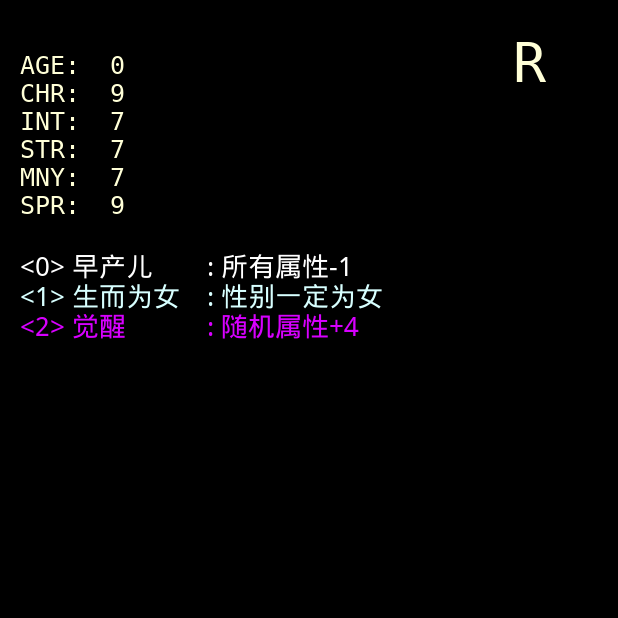 R
AGE: 0
CHR: 9
INT: 7
STR: 7
MNY: 7
SPR: 9
<0> 早产儿 : 所有属性-1
<1> 生而为女 : 性别一定为女
<2> 觉醒 : 随机属性+4